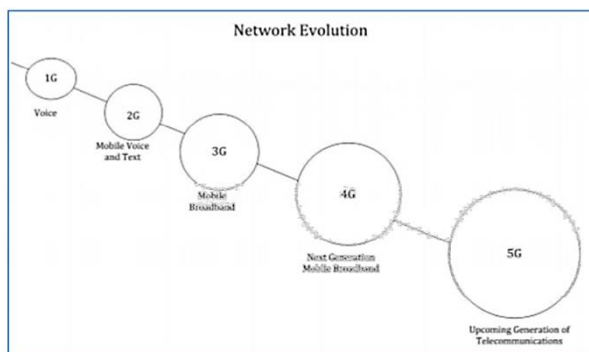 Network Evolution
1G
Voice
2G
Mobile Voice
and Text
3G
Mobile
Broadband
4G
Next Generation
Mobile Broadband
5G
Upcoming Generation of
Telecommunications